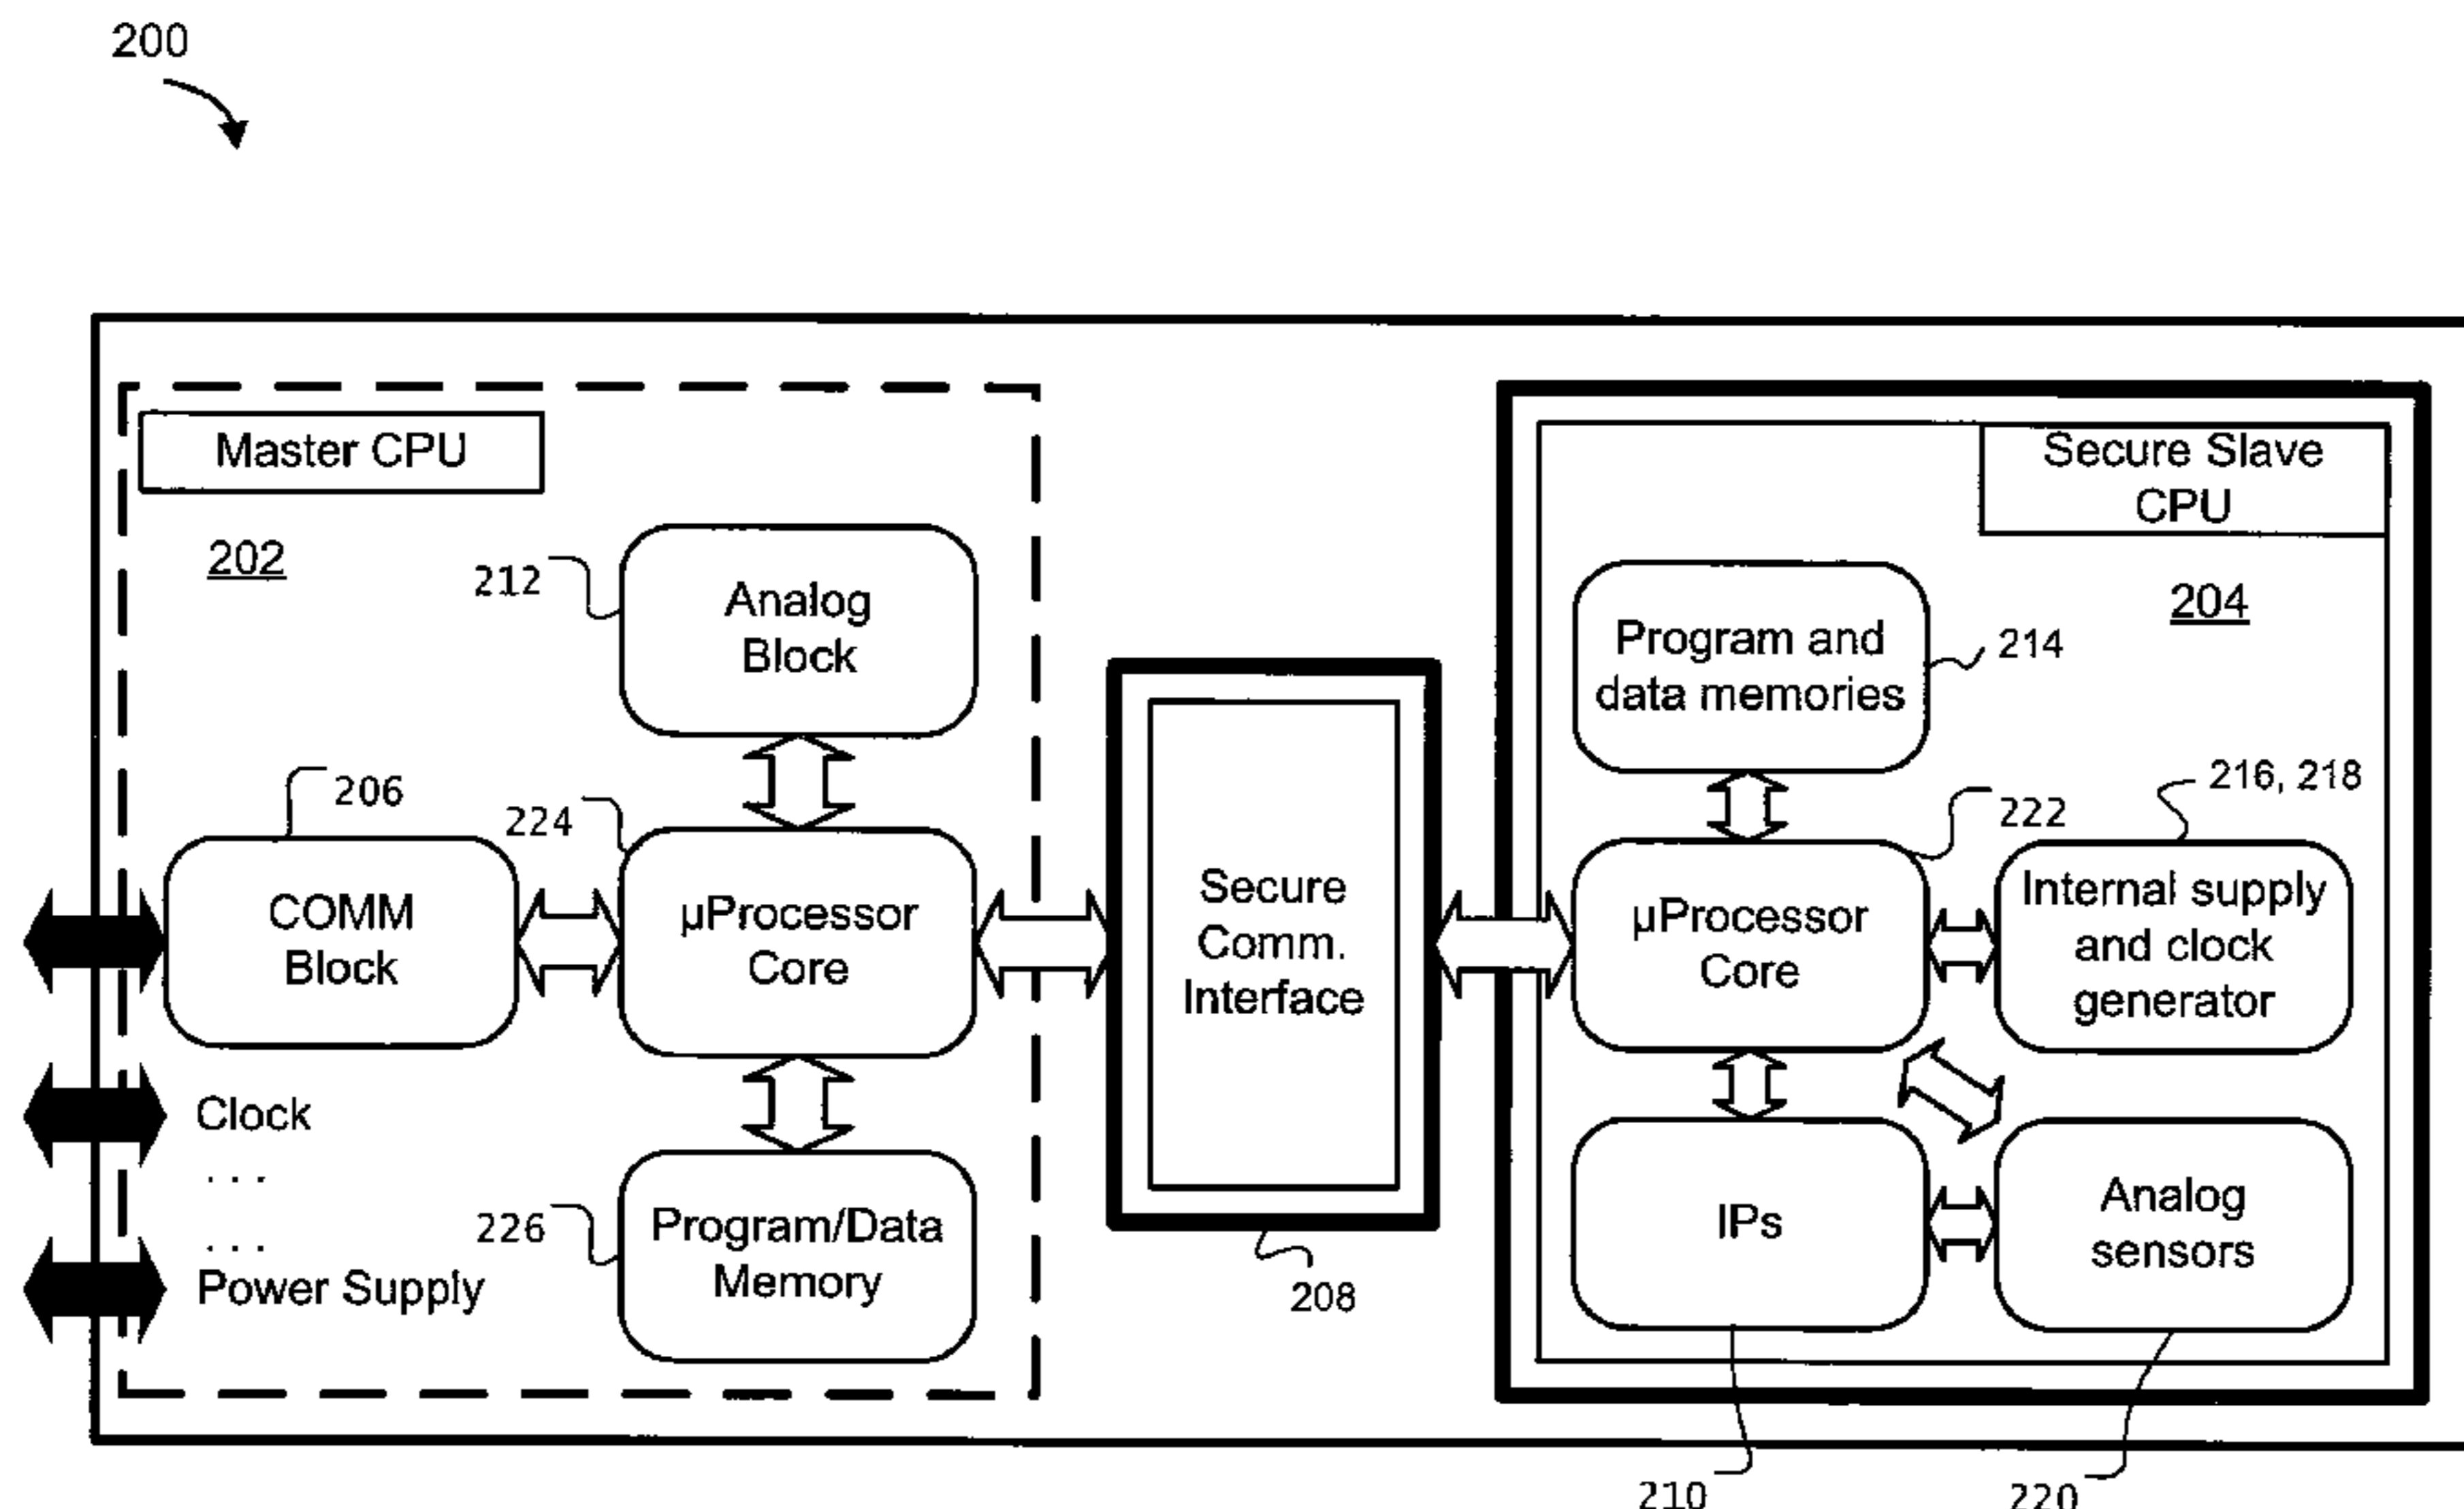 200
Master CPU
202
212
Analog
Block
206
224
COMM
Block
µProcessor
Core
Clock
. . .
. . .
Power Supply
226
Program/Data
Memory
Secure
Comm.
Interface
208
Secure Slave
CPU
204
Program and
data memories
214
216, 218
222
µProcessor
Core
Internal supply
and clock
generator
IPs
Analog
sensors
210
220